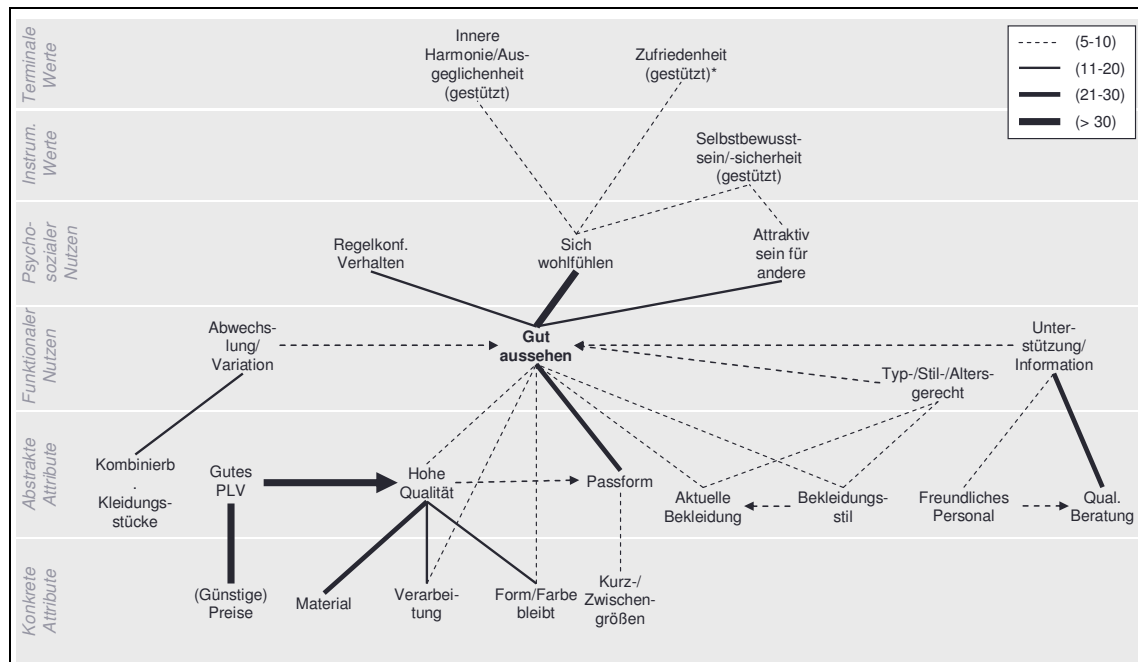 Terminale
Werte
Innere
Harmonie/Aus-
geglichenheit
(gestützt)
Zufriedenheit
(gestützt)*
(5-10)
(11-20)
(21-30)
(> 30)
Instrum.
Werte
Selbstbewusst-
sein/-sicherheit
(gestützt)
Psycho-
sozialer
Nutzen
Regelkonf.
Verhalten
Sich
wohlfühlen
Attraktiv
sein für
andere
Funktionaler
Nutzen
Abwechs-
lung/
Variation
Gut
aussehen
Typ-/Stil-/Alters-
gerecht
Unter-
stützung/
Information
Abstrakte
Attribute
Kombinierb
.
Kleidungs-
stücke
Gutes
PLV
Hohe
Qualität
Passform
Aktuelle
Bekleidung
Bekleidungs-
stil
Freundliches
Personal
Qual.
Beratung
Konkrete
Attribute
(Günstige)
Preise
Material
Verarbei-
tung
Form/Farbe
bleibt
Kurz-/
Zwischen-
größen